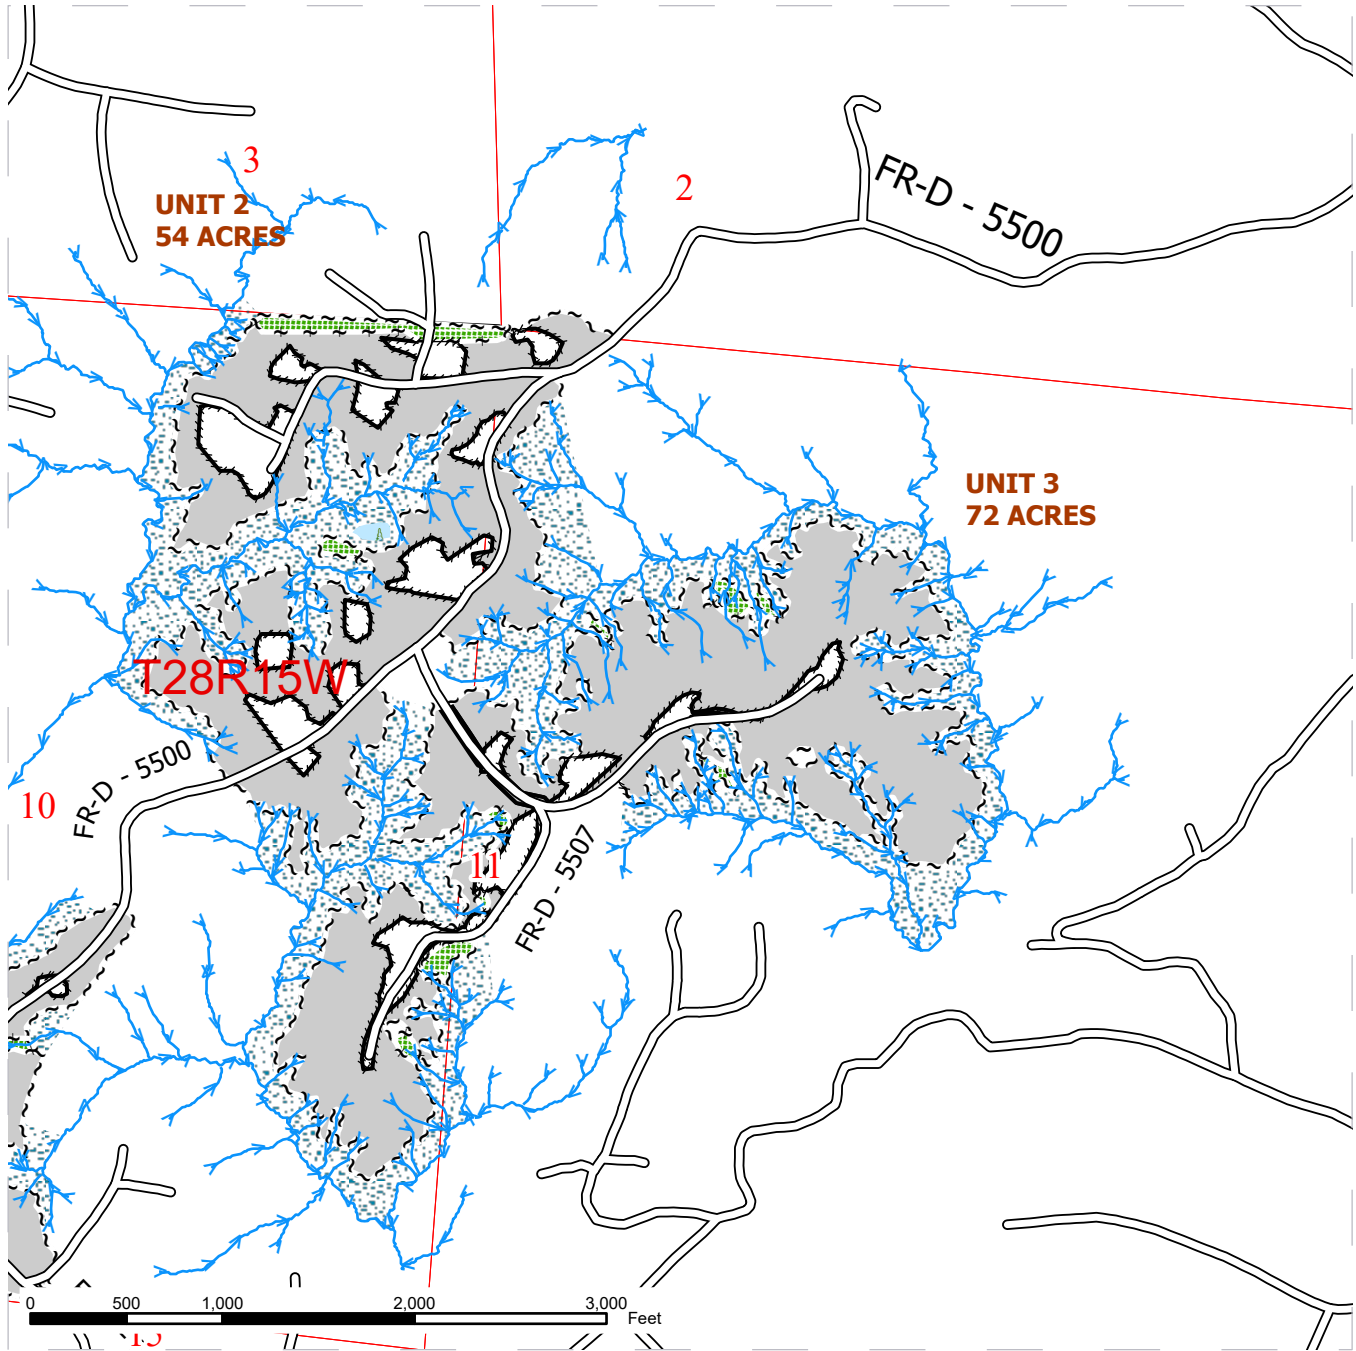 3
UNIT 2
54 ACRES
2
FR-D - 5500
UNIT 3
72 ACRES
T28R15W
FR-D - 5500
10
11
FR-D - 5507
0 500 1,000 2,000 3,000
Feet